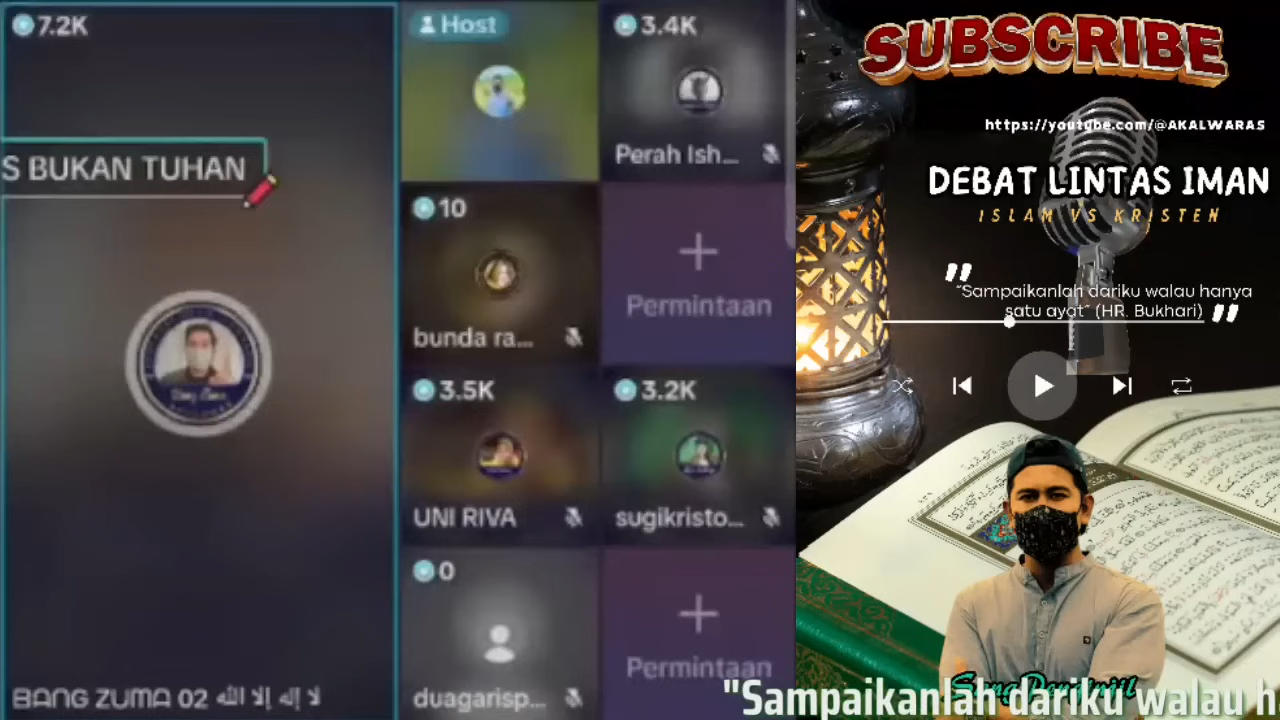 7.2K
S BUKAN TUHAN
BANG ZUMA 02 لا إله إلا الله
Host
3.4K
Perah Ish...
10
bunda ra...
Permintaan
3.5K
UNI RIVA
3.2K
sugikristo...
0
duagarisp...
Permintaan
SUBSCRIBE
https://youtube.com/@AKALWARAS
DEBAT LINTAS IMAN
ISLAM VS KRISTEN
"Sampaikanlah dariku walau hanya
satu ayat" (HR. Bukhari)
"Sampaikanlah dariku walau h